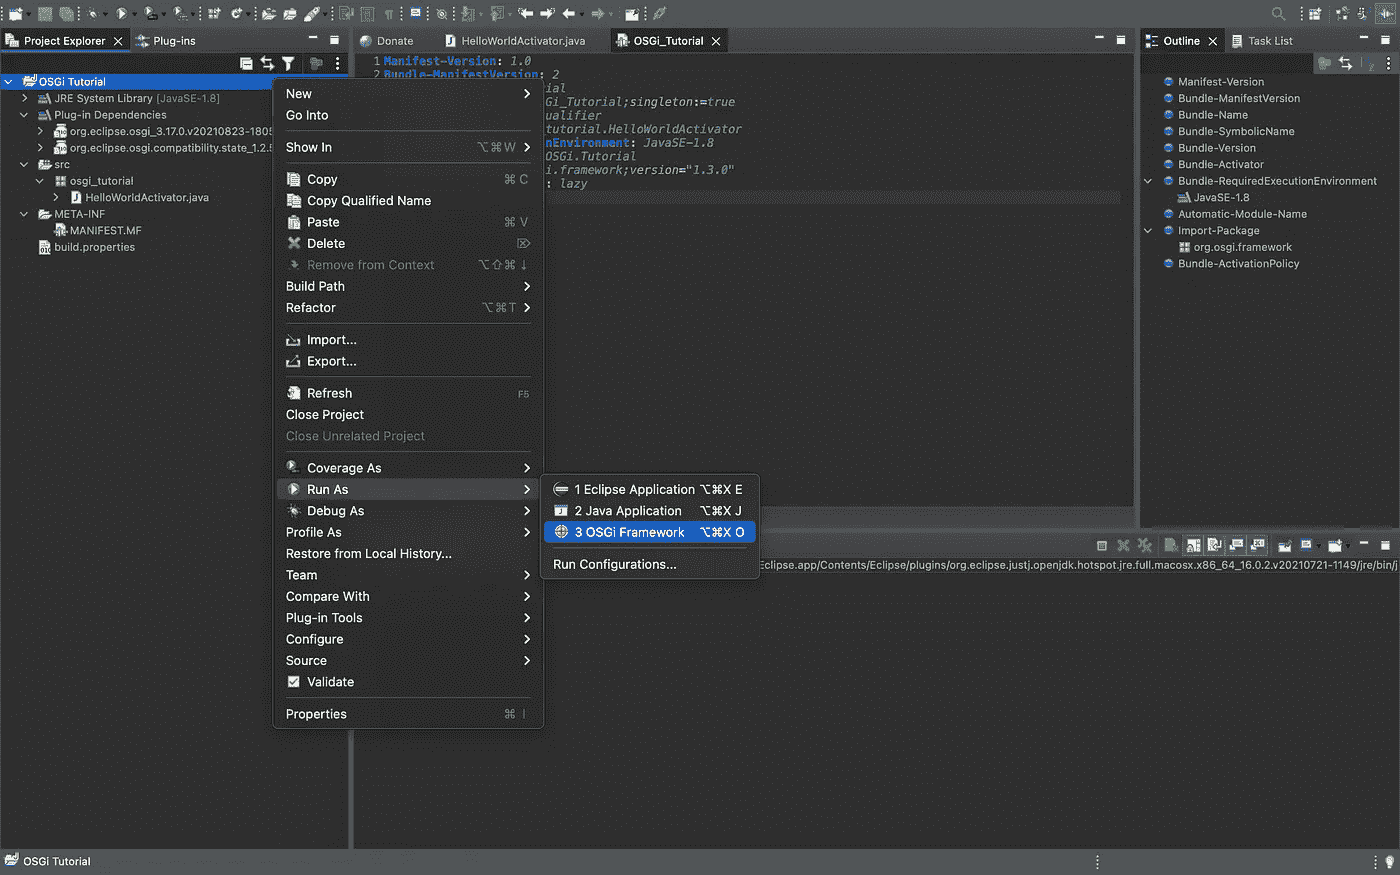 Project Explorer
Plug-ins
Donate
HelloWorldActivator.java
OSGi_Tutorial
Outline
Task List
OSGi Tutorial
JRE System Library [JavaSE-1.8]
Plug-in Dependencies
org.eclipse.osgi_3.17.0.v20210823-1805
org.eclipse.osgi.compatibility.state_1.2.5
src
osgi_tutorial
HelloWorldActivator.java
META-INF
MANIFEST.MF
build.properties
1 Manifest-Version: 1.0
2 Bundle-ManifestVersion: 2
ial
Gi_Tutorial;singleton:=true
ualifier
tutorial.HelloWorldActivator
nEnvironment: JavaSE-1.8
OSGi.Tutorial
i.framework;version="1.3.0"
: lazy
New
Go Into
Show In ⌥⌘W
Copy ⌘C
Copy Qualified Name
Paste ⌘V
Delete ⌦
Remove from Context ⌥⇧⌘↓
Build Path
Refactor ⌥⌘T
Import...
Export...
Refresh F5
Close Project
Close Unrelated Project
Coverage As
Run As
Debug As
Profile As
Restore from Local History...
Team
Compare With
Plug-in Tools
Configure
Source
Validate
Properties ⌘I
1 Eclipse Application ⌥⌘X E
2 Java Application ⌥⌘X J
3 OSGi Framework ⌥⌘X O
Run Configurations...
Manifest-Version
Bundle-ManifestVersion
Bundle-Name
Bundle-SymbolicName
Bundle-Version
Bundle-Activator
Bundle-RequiredExecutionEnvironment
JavaSE-1.8
Automatic-Module-Name
Import-Package
org.osgi.framework
Bundle-ActivationPolicy
Eclipse.app/Contents/Eclipse/plugins/org.eclipse.justj.openjdk.hotspot.jre.full.macosx.x86_64_16.0.2.v20210721-1149/jre/bin/j
OSGi Tutorial